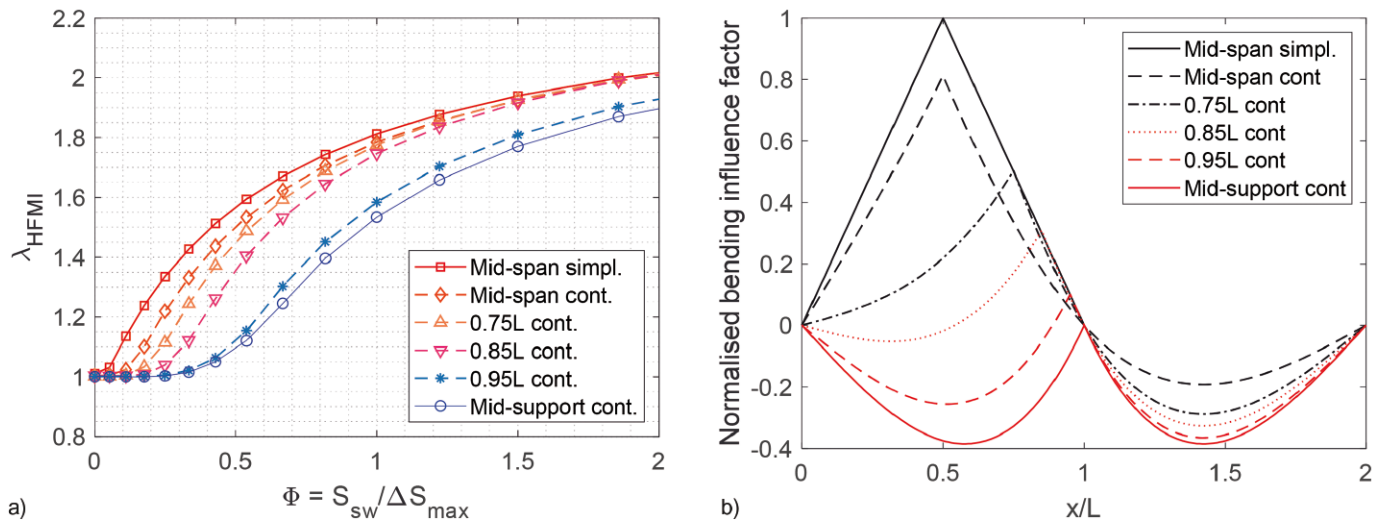 2.2
2
1.8
1.6
1.4
1.2
1
0.8
λHFMI
Mid-span simpl.
Mid-span cont.
0.75L cont.
0.85L cont.
0.95L cont.
Mid-support cont.
0 0.5 1 1.5 2
Φ = Ssw/ΔSmax
a)
1
0.8
0.6
0.4
0.2
0
-0.2
-0.4
Normalised bending influence factor
Mid-span simpl.
Mid-span cont
0.75L cont
0.85L cont
0.95L cont
Mid-support cont
0 0.5 1 1.5 2
x/L
b)